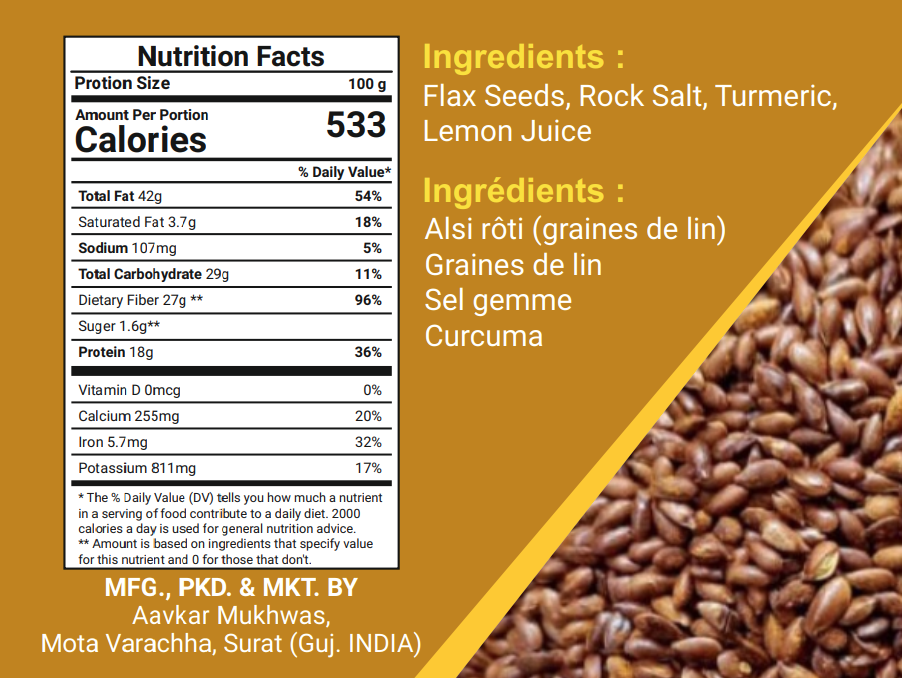 Nutrition Facts
Protion Size 100 g
Amount Per Portion
Calories 533
% Daily Value*
Total Fat 42g 54%
Saturated Fat 3.7g 18%
Sodium 107mg 5%
Total Carbohydrate 29g 11%
Dietary Fiber 27g ** 96%
Suger 1.6g**
Protein 18g 36%
Vitamin D 0mcg 0%
Calcium 255mg 20%
Iron 5.7mg 32%
Potassium 811mg 17%
* The % Daily Value (DV) tells you how much a nutrient
in a serving of food contribute to a daily diet. 2000
calories a day is used for general nutrition advice.
** Amount is based on ingredients that specify value
for this nutrient and 0 for those that don't.
MFG., PKD. & MKT. BY
Aavkar Mukhwas,
Mota Varachha, Surat (Guj. INDIA)
Ingredients :
Flax Seeds, Rock Salt, Turmeric,
Lemon Juice
Ingrédients :
Alsi rôti (graines de lin)
Graines de lin
Sel gemme
Curcuma